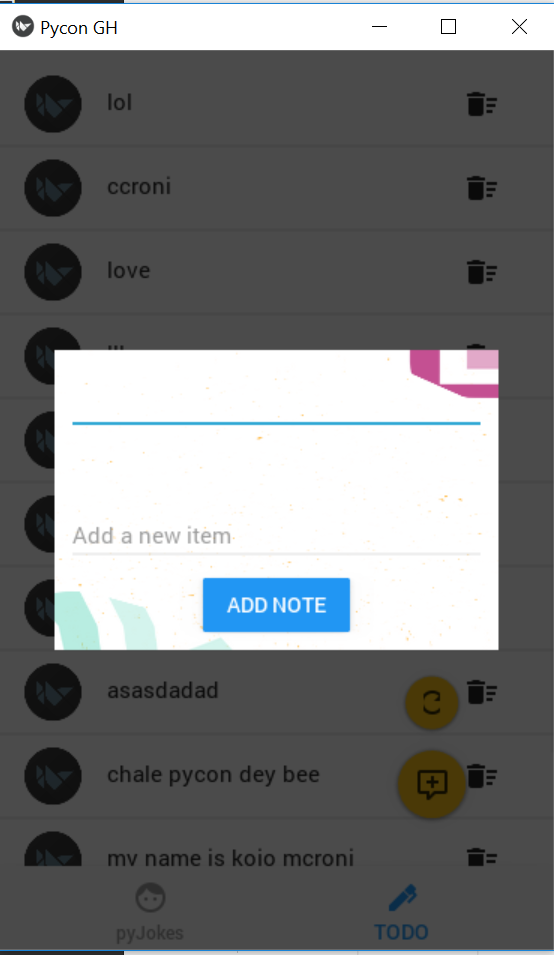 Pycon GH
lol
ccroni
love
Add a new item
ADD NOTE
asasdadad
chale pycon dey bee
my name is kojo mcroni
pyJokes
TODO